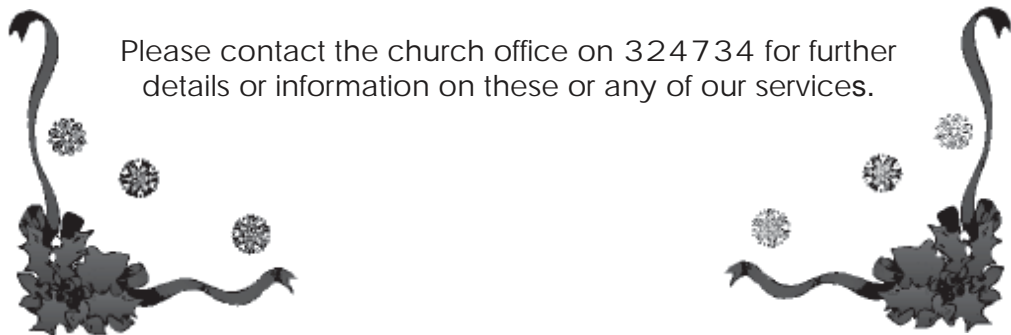 Please contact the church office on 324734 for further
details or information on these or any of our services.